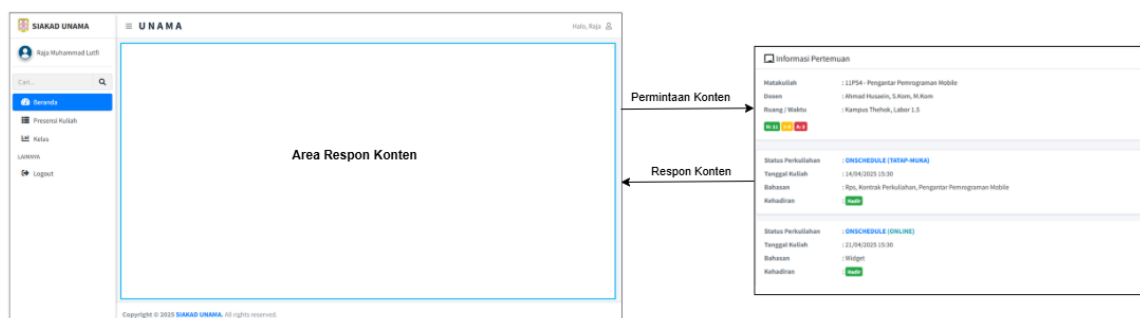 SIAKAD UNAMA
UNAMA
Halo, Raja
Raja Muhammad Lutfi
Cari...
Beranda
Presensi Kuliah
Kelas
LAINNYA
Logout
Area Respon Konten
Copyright © 2025 SIAKAD UNAMA. All rights reserved.
Permintaan Konten
Respon Konten
Informasi Pertemuan
Matakuliah : 11PS4 - Pengantar Pemrograman Mobile
Dosen : Ahmad Husaein, S.Kom, M.Kom
Ruang / Waktu : Kampus Thehok, Labor 1.5
H: 11 A: 3
Status Perkuliahan : ONSCHEDULE (TATAP-MUKA)
Tanggal Kuliah : 14/04/2025 15:30
Bahasan : Rps, Kontrak Perkuliahan, Pengantar Pemrograman Mobile
Kehadiran : Hadir
Status Perkuliahan : ONSCHEDULE (ONLINE)
Tanggal Kuliah : 21/04/2025 15:30
Bahasan : Widget
Kehadiran : Hadir